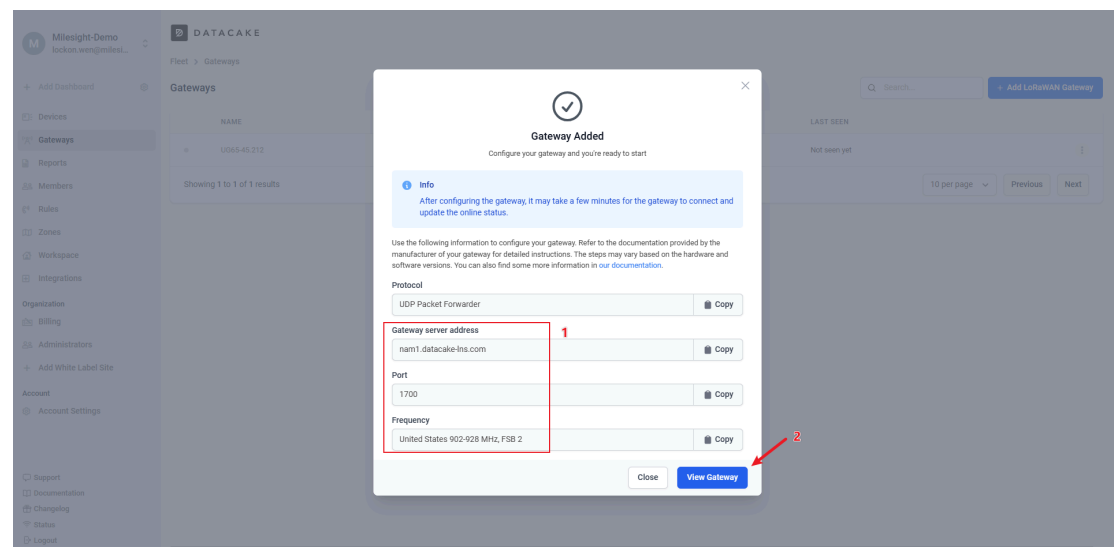 M
Milesight-Demo
lockon.wen@milesi...
DATACAKE
Fleet > Gateways
+ Add Dashboard
Gateways
Search
+ Add LoRaWAN Gateway
Devices
Gateways
Reports
Members
Rules
Zones
Workspace
Integrations
Organization
Billing
Administrators
+ Add White Label Site
Account
Account Settings
Support
Documentation
Changelog
Status
Logout
NAME
LAST SEEN
UG65-45.212
Not seen yet
Showing 1 to 1 of 1 results
10 per page
Previous
Next
Gateway Added
Configure your gateway and you're ready to start
Info
After configuring the gateway, it may take a few minutes for the gateway to connect and
update the online status.
Use the following information to configure your gateway. Refer to the documentation provided by the
manufacturer of your gateway for detailed instructions. The steps may vary based on the hardware and
software versions. You can also find some more information in our documentation.
Protocol
UDP Packet Forwarder
Copy
Gateway server address
1
nam1.datacake-lns.com
Copy
Port
1700
Copy
Frequency
United States 902-928 MHz, FSB 2
Copy
2
Close
View Gateway